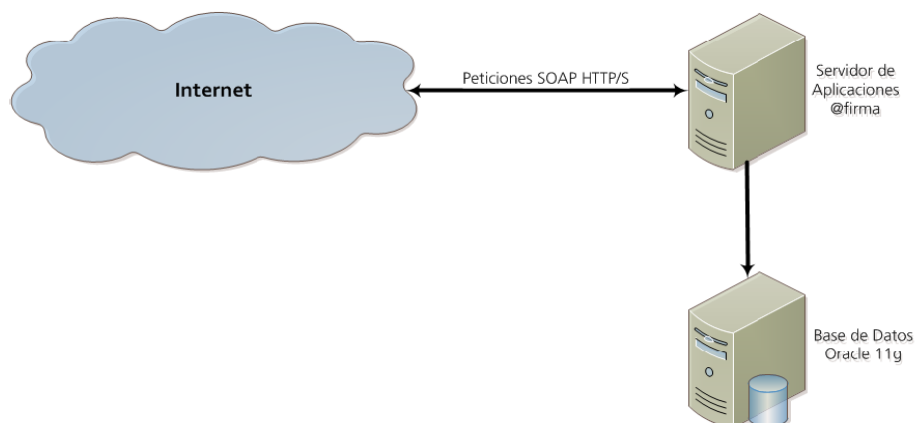 Internet
Peticiones SOAP HTTP/S
Servidor de
Aplicaciones
@firma
Base de Datos
Oracle 11g